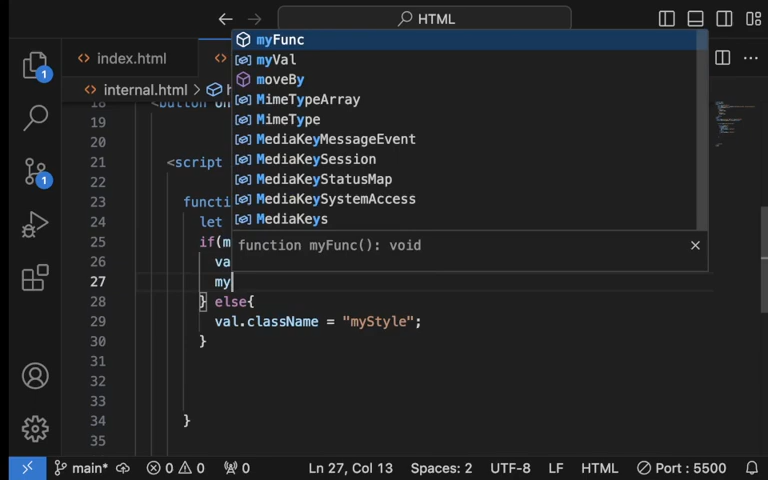 HTML
index.html
internal.html > h
18 <button on
19
20
21 <script
22
23 functi
24 let
25 if(m
26 va
27 my
28 } else{
29 val.className = "myStyle";
30 }
31
32
33
34 }
35
myFunc
myVal
moveBy
MimeTypeArray
MimeType
MediaKeyMessageEvent
MediaKeySession
MediaKeyStatusMap
MediaKeySystemAccess
MediaKeys
function myFunc(): void
1
1
main* 0 0 0 Ln 27, Col 13 Spaces: 2 UTF-8 LF HTML Port : 5500